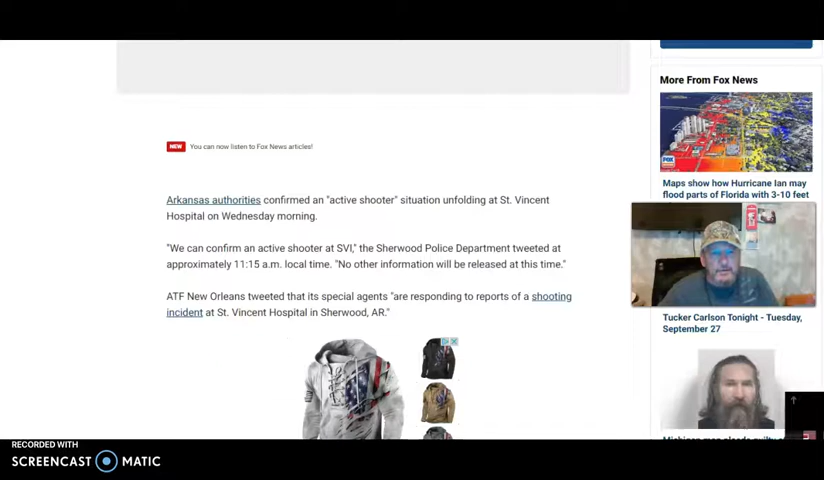 More From Fox News
NEW You can now listen to Fox News articles!
FOX
Maps show how Hurricane Ian may
flood parts of Florida with 3-10 feet
Arkansas authorities confirmed an "active shooter" situation unfolding at St. Vincent
Hospital on Wednesday morning.
"We can confirm an active shooter at SVI," the Sherwood Police Department tweeted at
approximately 11:15 a.m. local time. "No other information will be released at this time."
ATF New Orleans tweeted that its special agents "are responding to reports of a shooting
incident at St. Vincent Hospital in Sherwood, AR."
Tucker Carlson Tonight - Tuesday,
September 27
Michigan man pleads guilty
RECORDED WITH
SCREENCAST MATIC